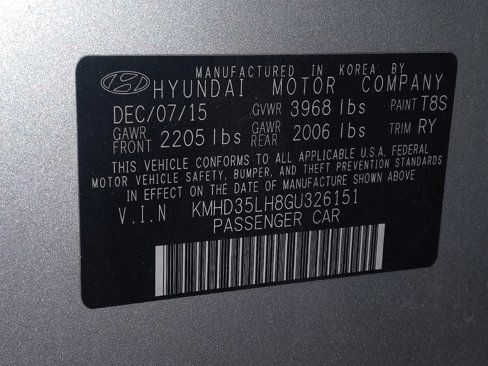 MANUFACTURED IN KOREA BY
HYUNDAI MOTOR COMPANY
DEC/07/15 GVWR 3968 lbs PAINT T8S
GAWR FRONT 2205 lbs GAWR REAR 2006 lbs TRIM RY
THIS VEHICLE CONFORMS TO ALL APPLICABLE U.S.A. FEDERAL
MOTOR VEHICLE SAFETY, BUMPER, AND THEFT PREVENTION STANDARDS
IN EFFECT ON THE DATE OF MANUFACTURE SHOWN ABOVE
V.I.N KMHD35LH8GU326151
PASSENGER CAR